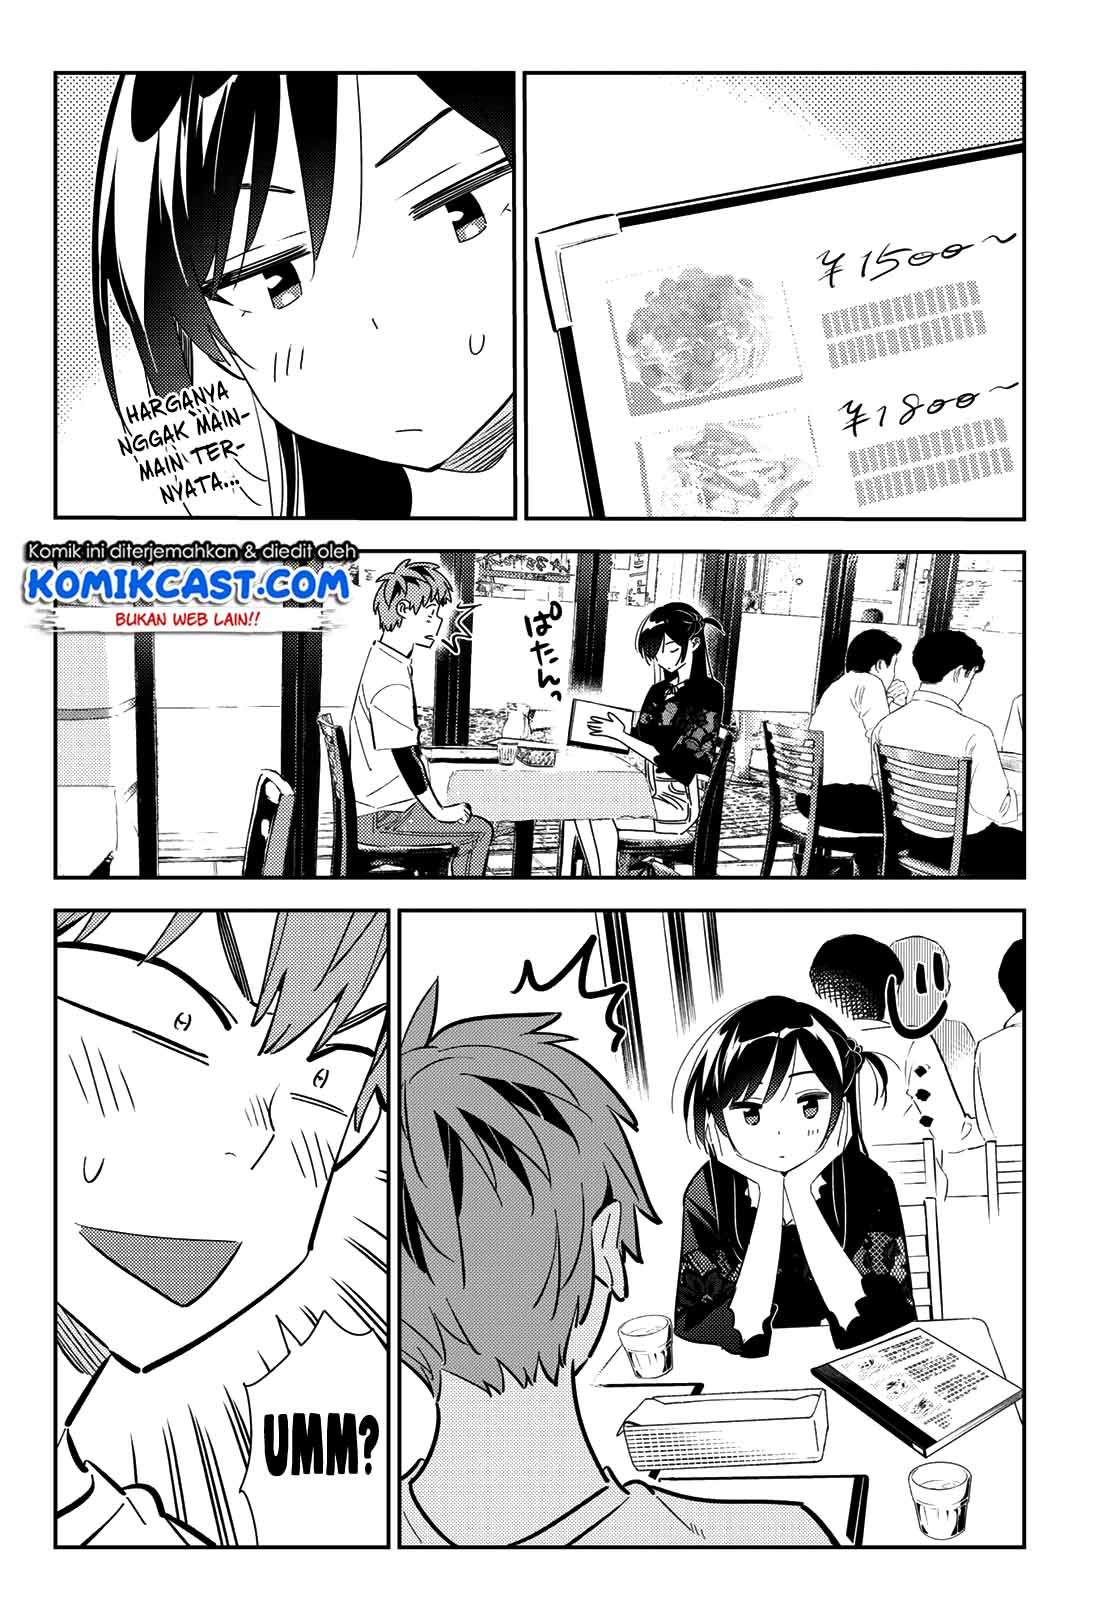 ¥1500~
¥1800~
HARGANYA
NGGAK MAIN-
MAIN TER-
NYATA...
Komik ini diterjemahkan & diedit oleh
KOMIKCAST.COM
BUKAN WEB LAIN!!
ぱたんっ
UMM?